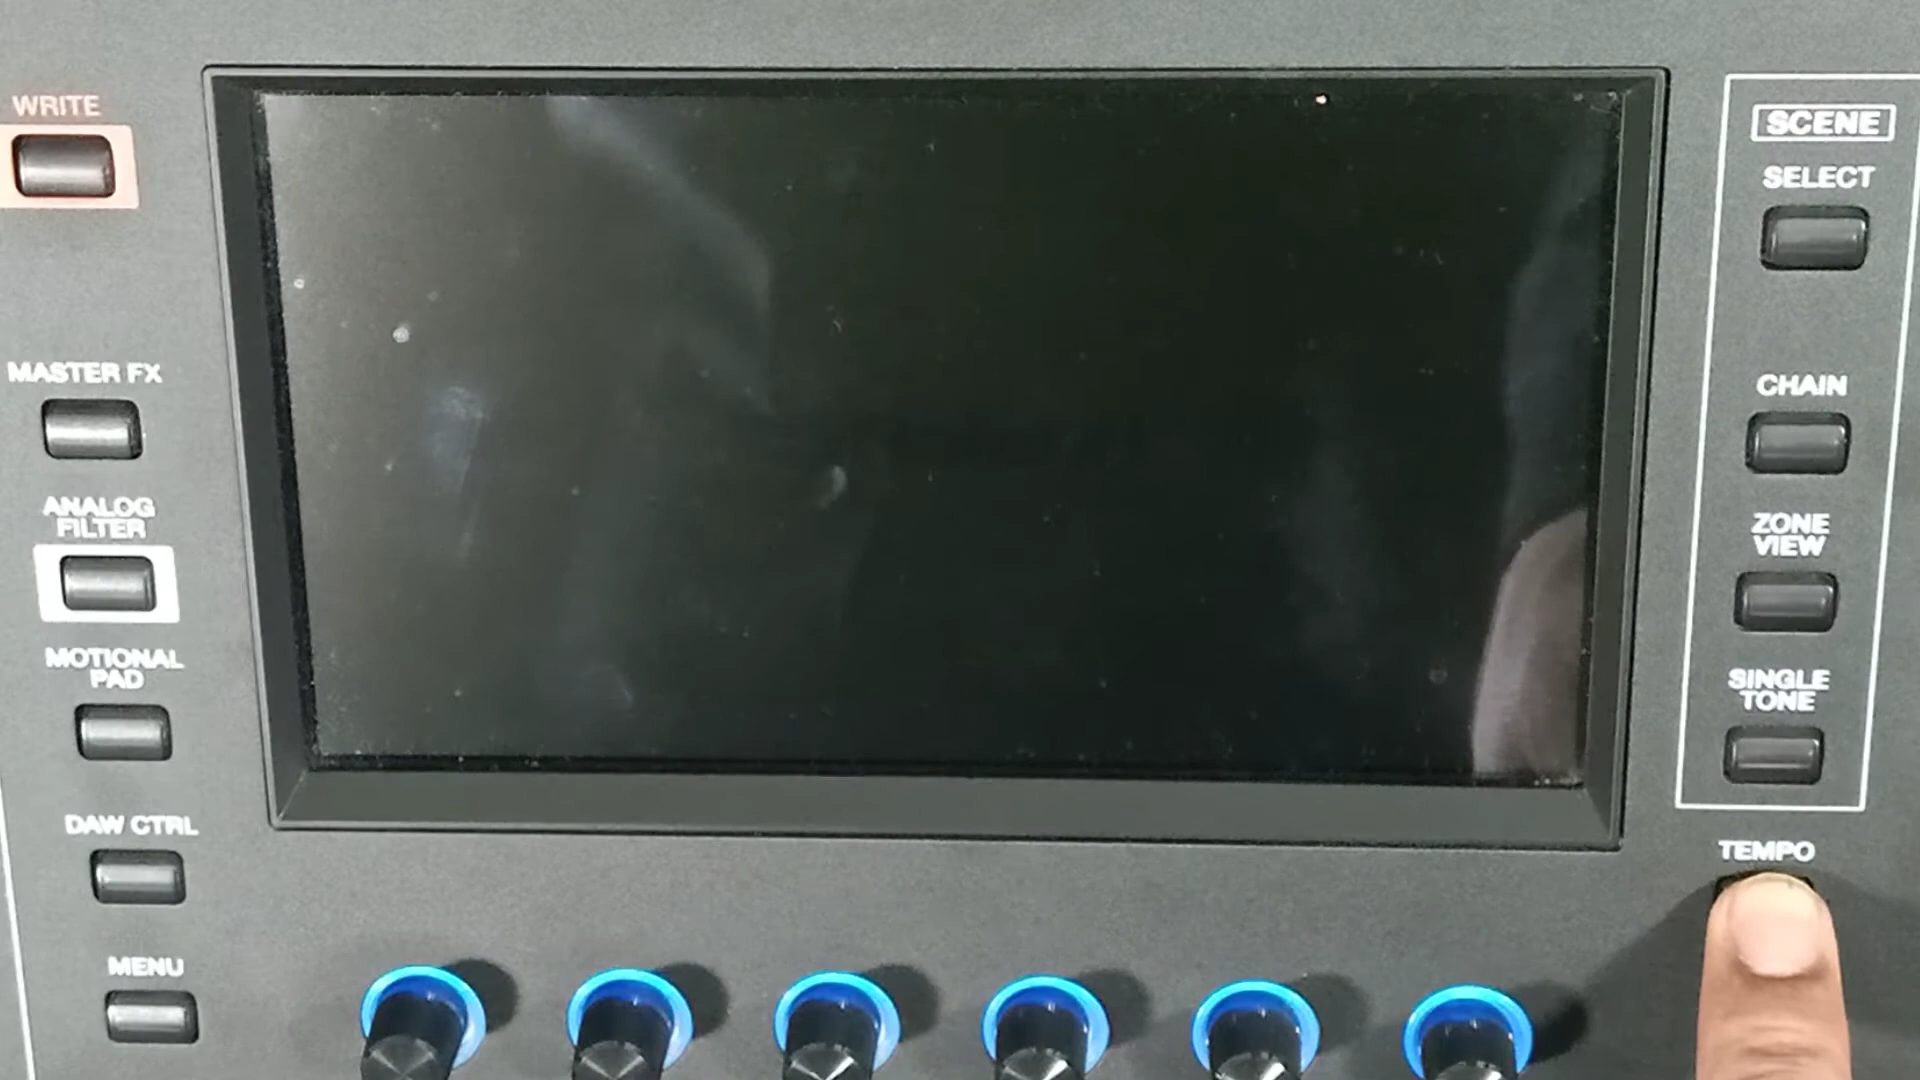 WRITE
MASTER FX
ANALOG
FILTER
MOTIONAL
PAD
DAW CTRL
MENU
SCENE
SELECT
CHAIN
ZONE
VIEW
SINGLE
TONE
TEMPO